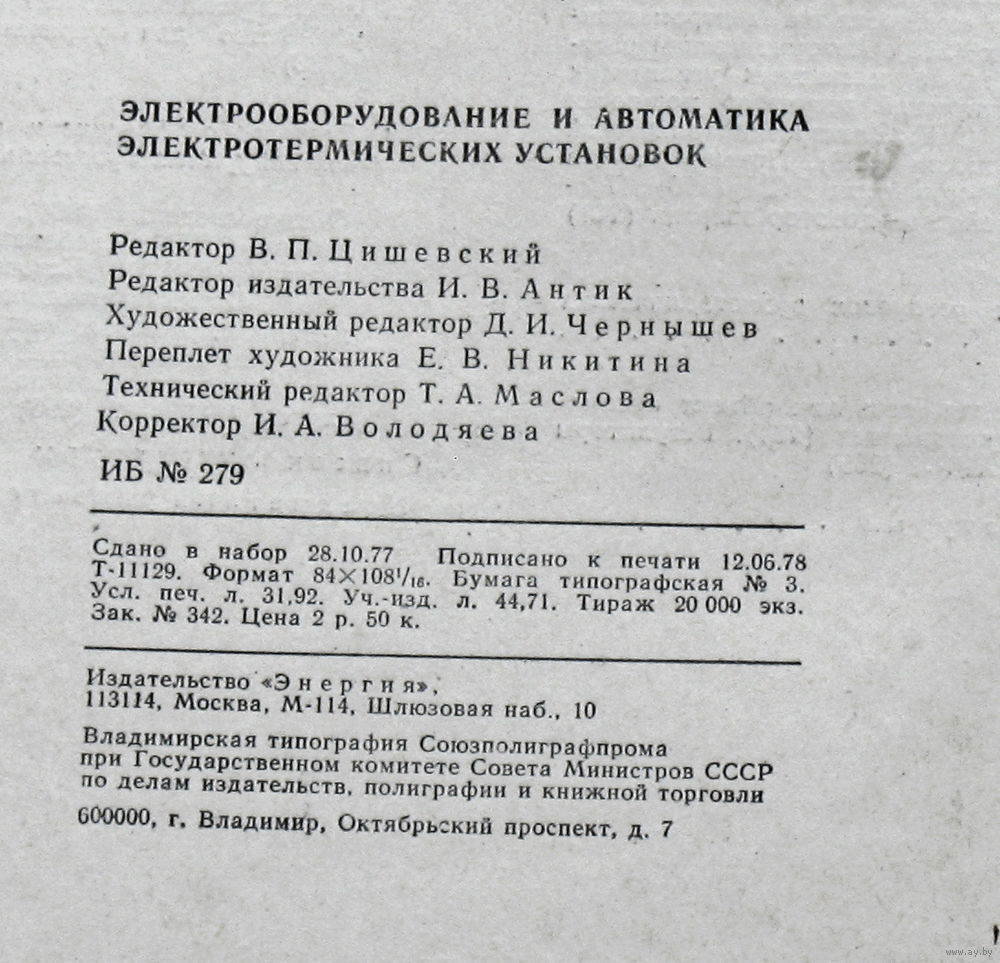 ЭЛЕКТРООБОРУДОВАНИЕ И АВТОМАТИКА
ЭЛЕКТРОТЕРМИЧЕСКИХ УСТАНОВОК
Редактор В. П. Цишевский
Редактор издательства И. В. Антик
Художественный редактор Д. И. Чернышев
Переплет художника Е. В. Никитина
Технический редактор Т. А. Маслова
Корректор И. А. Володяева
ИБ № 279
Сдано в набор 28.10.77 Подписано к печати 12.06.78
Т-11129. Формат 84×108¹/₁₆. Бумага типографская № 3.
Усл. печ. л. 31,92. Уч.-изд. л. 44,71. Тираж 20 000 экз.
Зак. № 342. Цена 2 р. 50 к.
Издательство «Энергия»,
113114, Москва, М-114, Шлюзовая наб., 10
Владимирская типография Союзполиграфпрома
при Государственном комитете Совета Министров СССР
по делам издательств, полиграфии и книжной торговли
600000, г. Владимир, Октябрьский проспект, д. 7
www.ay.by